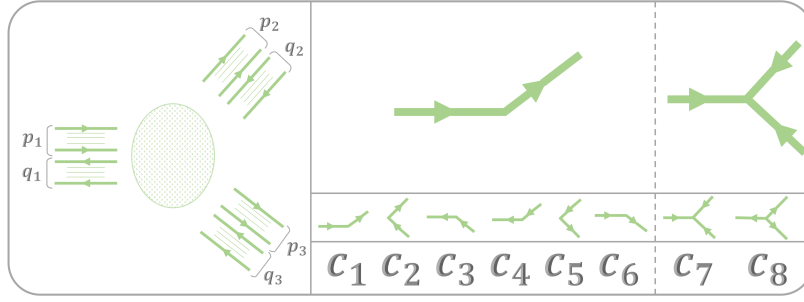 p₂
q₂
p₁
q₁
p₃
q₃
C₁ C₂ C₃ C₄ C₅ C₆ C₇ C₈